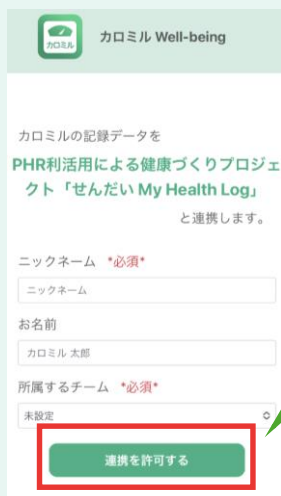 カロミル
カロミル Well-being
カロミルの記録データを
PHR利活用による健康づくりプロジェ
クト「せんだい My Health Log」
と連携します。
ニックネーム *必須*
ニックネーム
お名前
カロミル 太郎
所属するチーム *必須*
未設定
連携を許可する